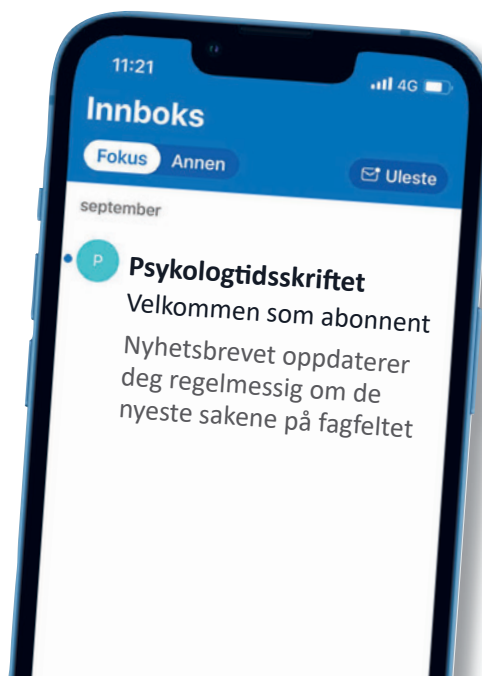 11:21
4G
Innboks
Fokus Annen
Uleste
september
P
Psykologtidsskriftet
Velkommen som abonnent
Nyhetsbrevet oppdaterer
deg regelmessig om de
nyeste sakene på fagfeltet